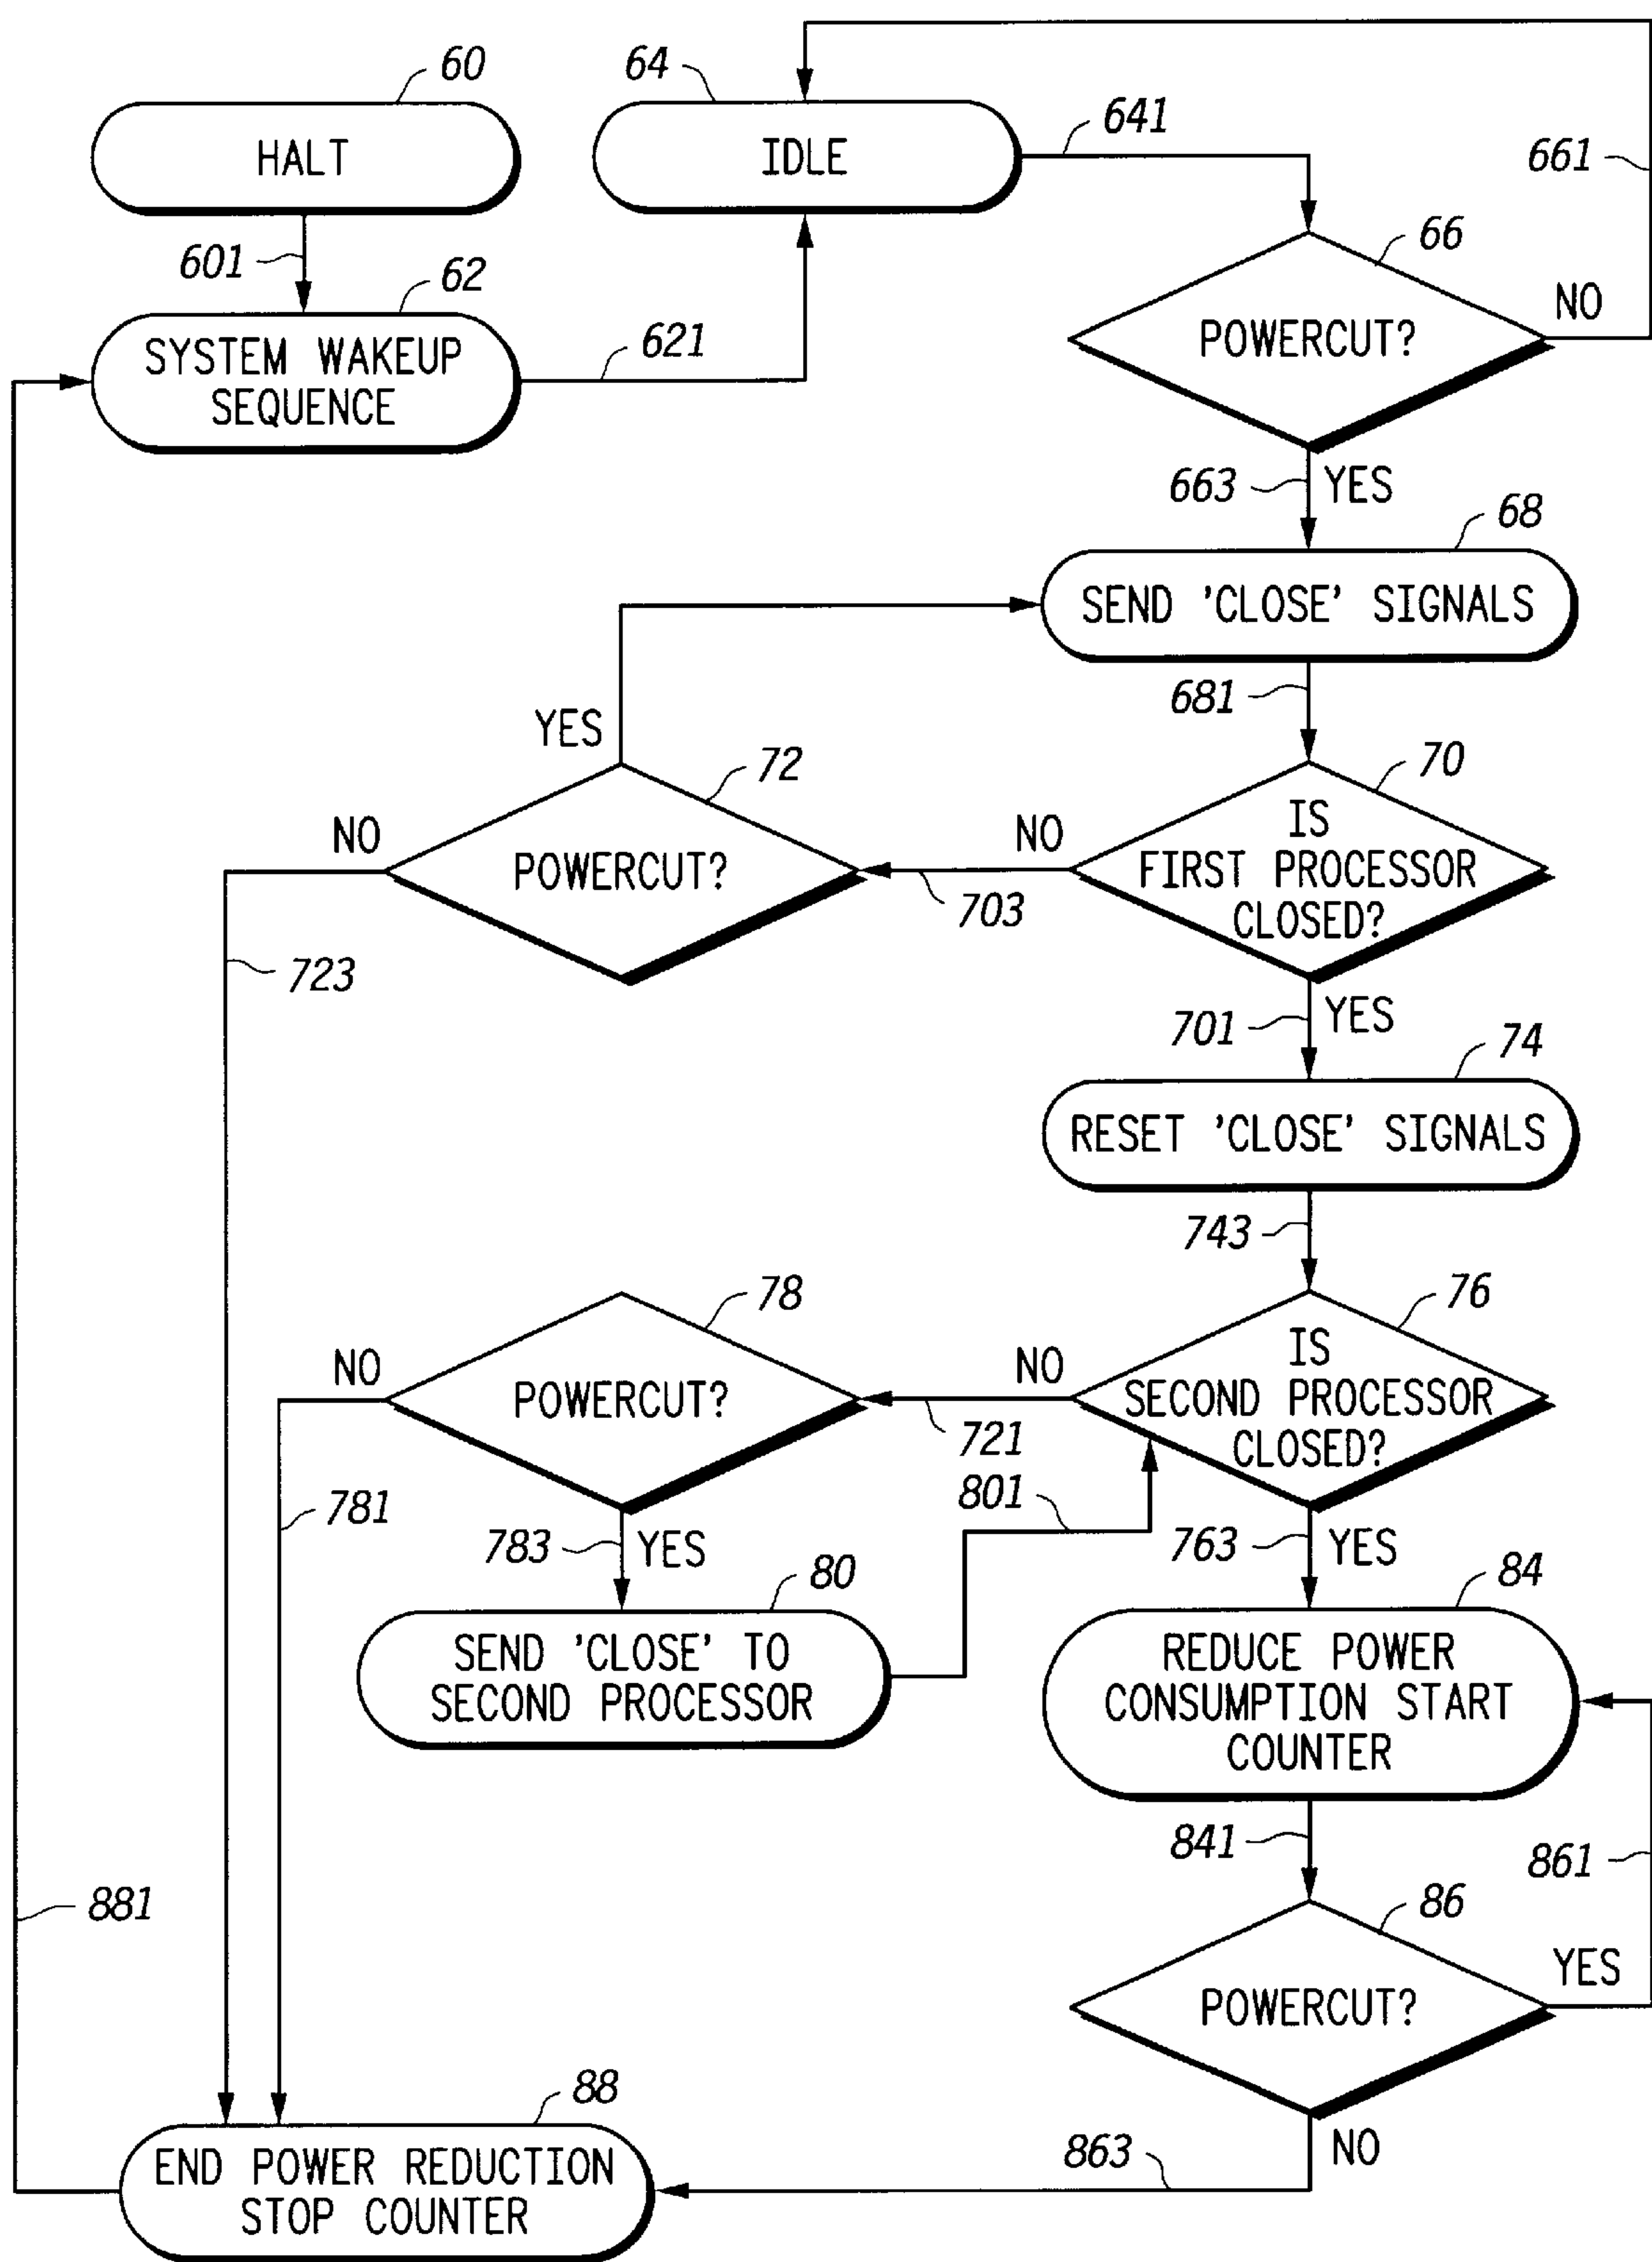 60
64
HALT
IDLE
641
661
601
62
66
SYSTEM WAKEUP
SEQUENCE
621
POWERCUT?
NO
663
YES
68
SEND 'CLOSE' SIGNALS
681
YES
72
70
NO
POWERCUT?
NO
703
IS
FIRST PROCESSOR
CLOSED?
723
701
YES
74
RESET 'CLOSE' SIGNALS
743
78
76
NO
POWERCUT?
NO
721
IS
SECOND PROCESSOR
CLOSED?
781
801
783
YES
763
YES
80
84
SEND 'CLOSE' TO
SECOND PROCESSOR
REDUCE POWER
CONSUMPTION START
COUNTER
841
861
881
86
POWERCUT?
YES
88
863
NO
END POWER REDUCTION
STOP COUNTER